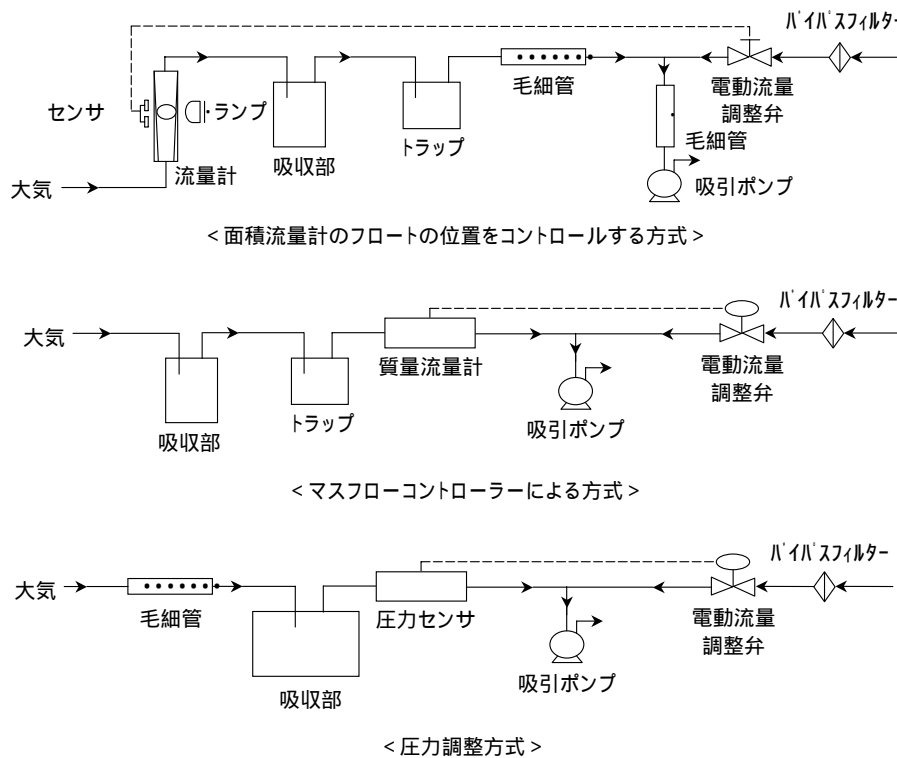 バイパスフィルター
センサ
ランプ
毛細管
電動流量
調整弁
トラップ
毛細管
吸収部
流量計
大気
吸引ポンプ
<面積流量計のフロートの位置をコントロールする方式>
バイパスフィルター
大気
質量流量計
電動流量
調整弁
トラップ
吸引ポンプ
吸収部
<マスフローコントローラーによる方式>
バイパスフィルター
大気
毛細管
圧力センサ
電動流量
調整弁
吸引ポンプ
吸収部
<圧力調整方式>